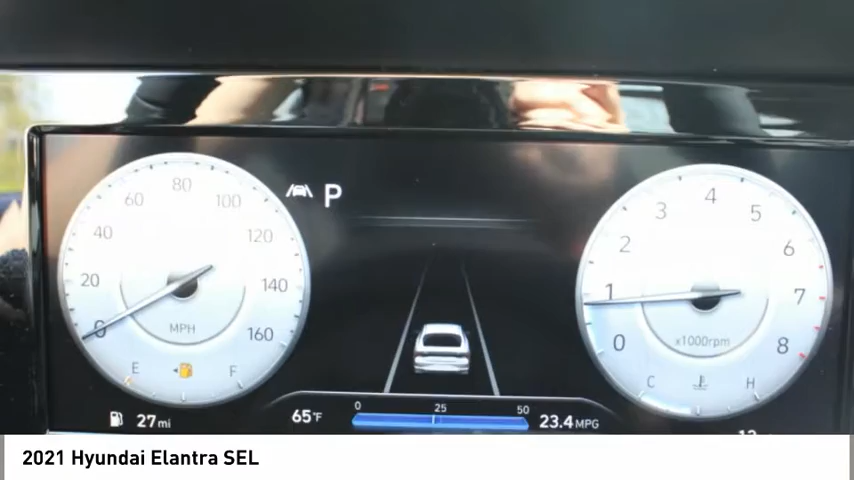 80
60 100
40 120
20 140
0 160
MPH
E F
27mi
P
65°F
0 25 50
23.4MPG
4
3 5
2 6
1 7
0 8
x1000rpm
C H
2021 Hyundai Elantra SEL